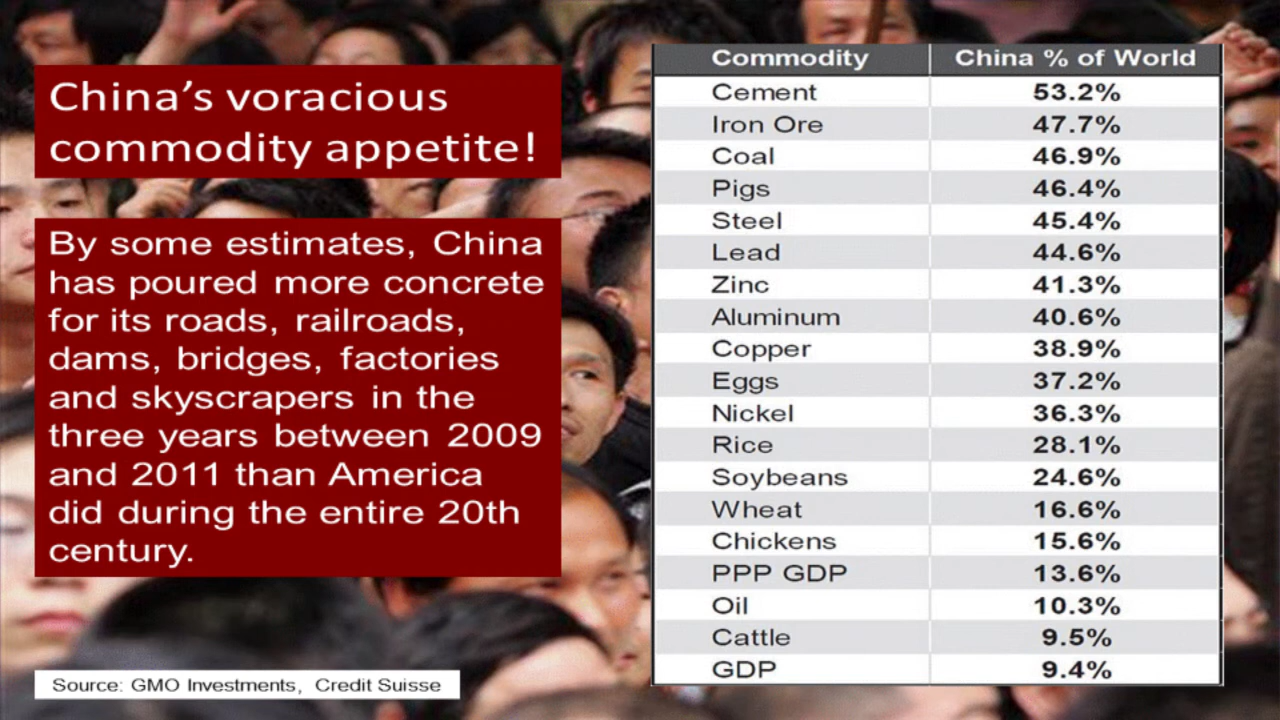 China’s voracious
commodity appetite!
By some estimates, China
has poured more concrete
for its roads, railroads,
dams, bridges, factories
and skyscrapers in the
three years between 2009
and 2011 than America
did during the entire 20th
century.
Source: GMO Investments, Credit Suisse
Commodity China % of World
Cement 53.2%
Iron Ore 47.7%
Coal 46.9%
Pigs 46.4%
Steel 45.4%
Lead 44.6%
Zinc 41.3%
Aluminum 40.6%
Copper 38.9%
Eggs 37.2%
Nickel 36.3%
Rice 28.1%
Soybeans 24.6%
Wheat 16.6%
Chickens 15.6%
PPP GDP 13.6%
Oil 10.3%
Cattle 9.5%
GDP 9.4%